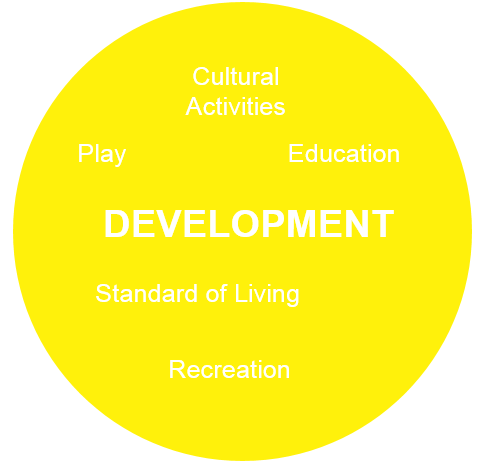 Cultural
Activities
Play Education
DEVELOPMENT
Standard of Living
Recreation